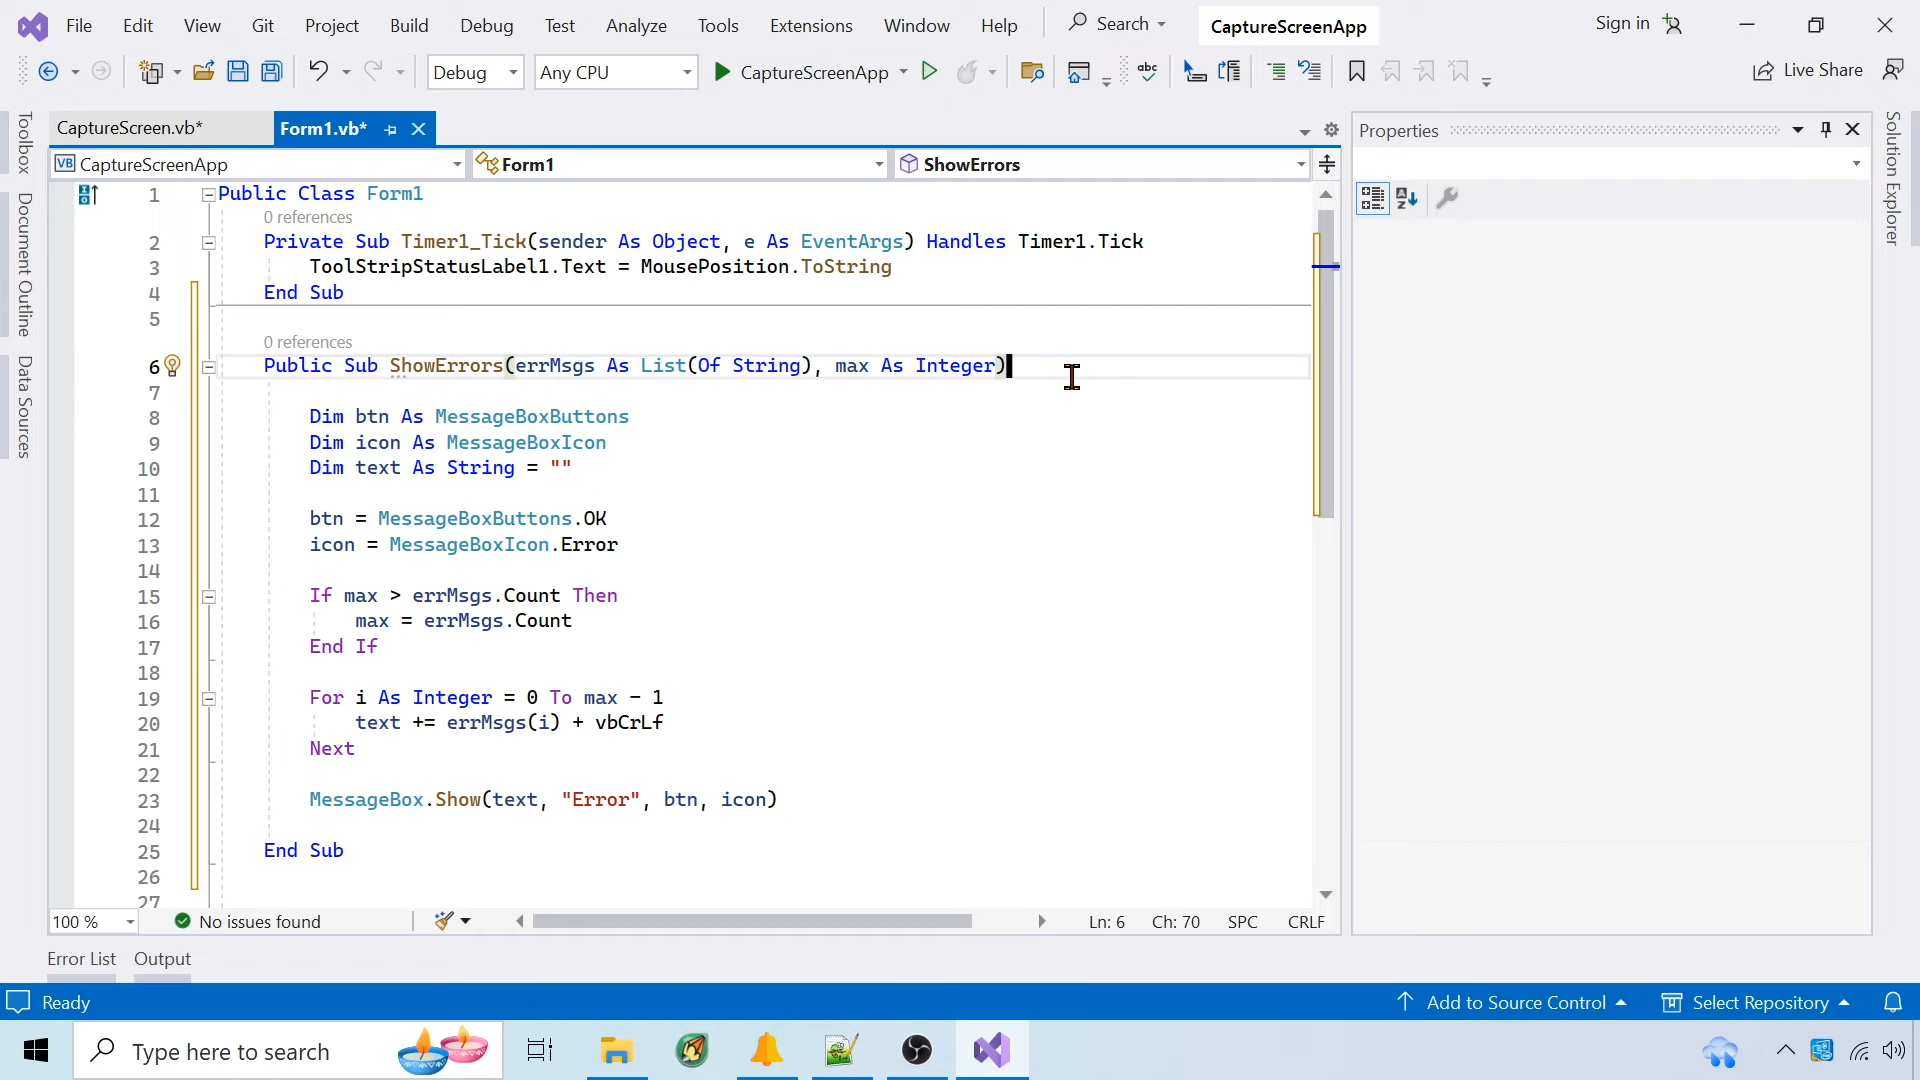 File Edit View Git Project Build Debug Test Analyze Tools Extensions Window Help Search CaptureScreenApp Sign in
Debug Any CPU CaptureScreenApp abc Live Share
Toolbox
Document Outline
Data Sources
CaptureScreen.vb* Form1.vb*
VB CaptureScreenApp Form1 ShowErrors
1 Public Class Form1
0 references
2 Private Sub Timer1_Tick(sender As Object, e As EventArgs) Handles Timer1.Tick
3 ToolStripStatusLabel1.Text = MousePosition.ToString
4 End Sub
5
0 references
6 Public Sub ShowErrors(errMsgs As List(Of String), max As Integer)
7
8 Dim btn As MessageBoxButtons
9 Dim icon As MessageBoxIcon
10 Dim text As String = ""
11
12 btn = MessageBoxButtons.OK
13 icon = MessageBoxIcon.Error
14
15 If max > errMsgs.Count Then
16 max = errMsgs.Count
17 End If
18
19 For i As Integer = 0 To max - 1
20 text += errMsgs(i) + vbCrLf
21 Next
22
23 MessageBox.Show(text, "Error", btn, icon)
24
25 End Sub
26
27
100 % No issues found Ln: 6 Ch: 70 SPC CRLF
Properties
A
Z
Solution Explorer
Error List Output
Ready Add to Source Control Select Repository
Type here to search